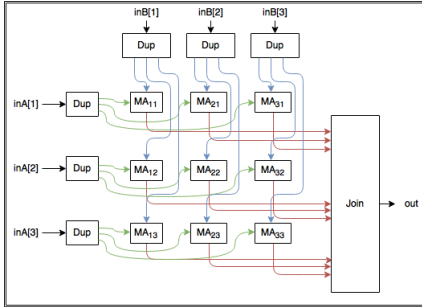 inB[1] inB[2] inB[3]
Dup Dup Dup
inA[1] Dup MA11 MA21 MA31
inA[2] Dup MA12 MA22 MA32
Join out
inA[3] Dup MA13 MA23 MA33